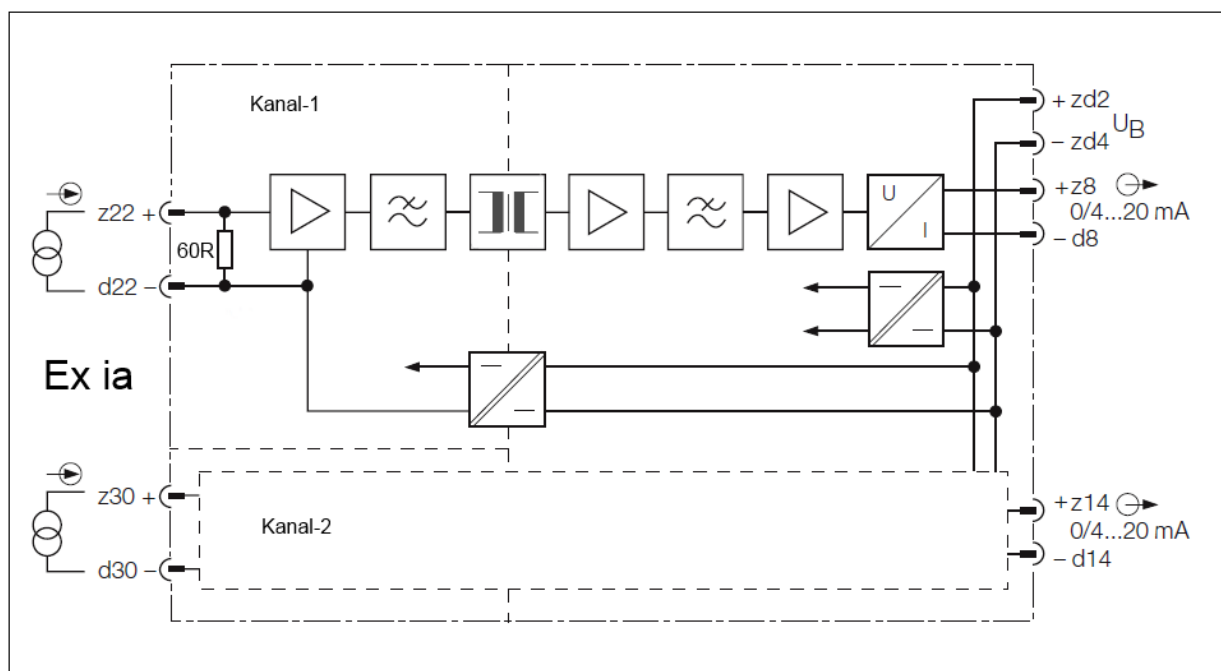 Kanal-1
+ zd2
UB
− zd4
z22 +
60R
d22 −
U
I
+z8
0/4...20 mA
− d8
Ex ia
z30 +
Kanal-2
d30 −
+z14
0/4...20 mA
− d14